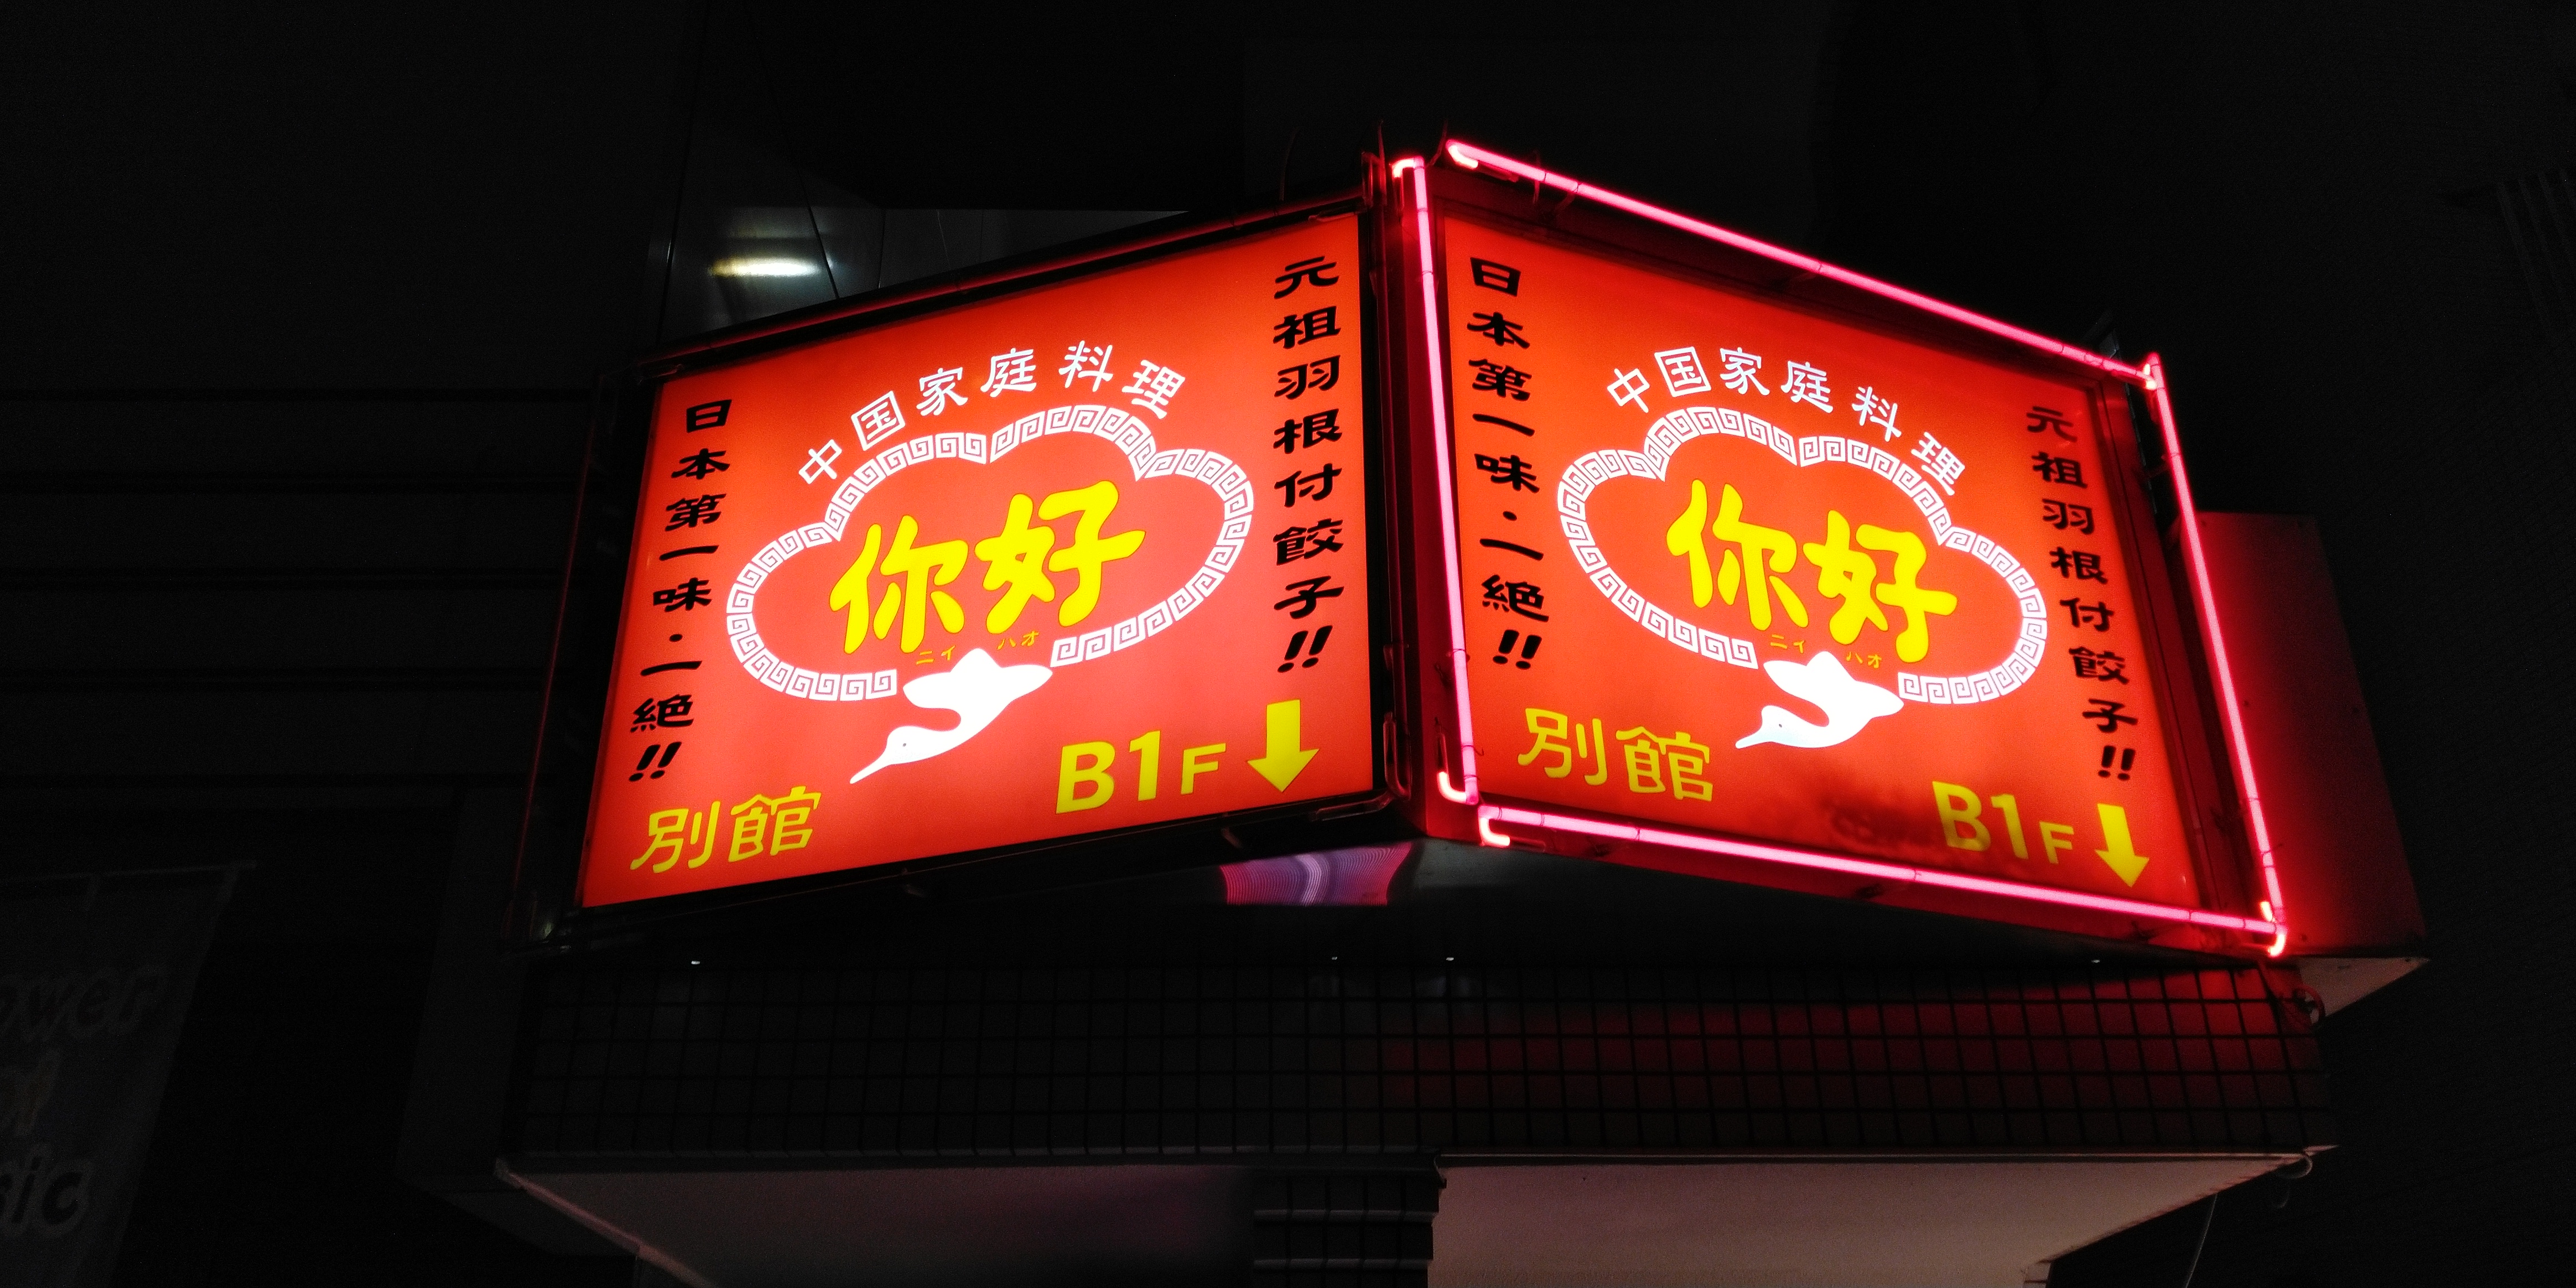 元祖羽根付餃子!!
中国家庭料理
你好
ニイ ハオ
日本第一味・一絶!!
別館
B1F
日本第一味・一絶!!
中国家庭料理
你好
ニイ ハオ
元祖羽根付餃子!!
別館
B1F